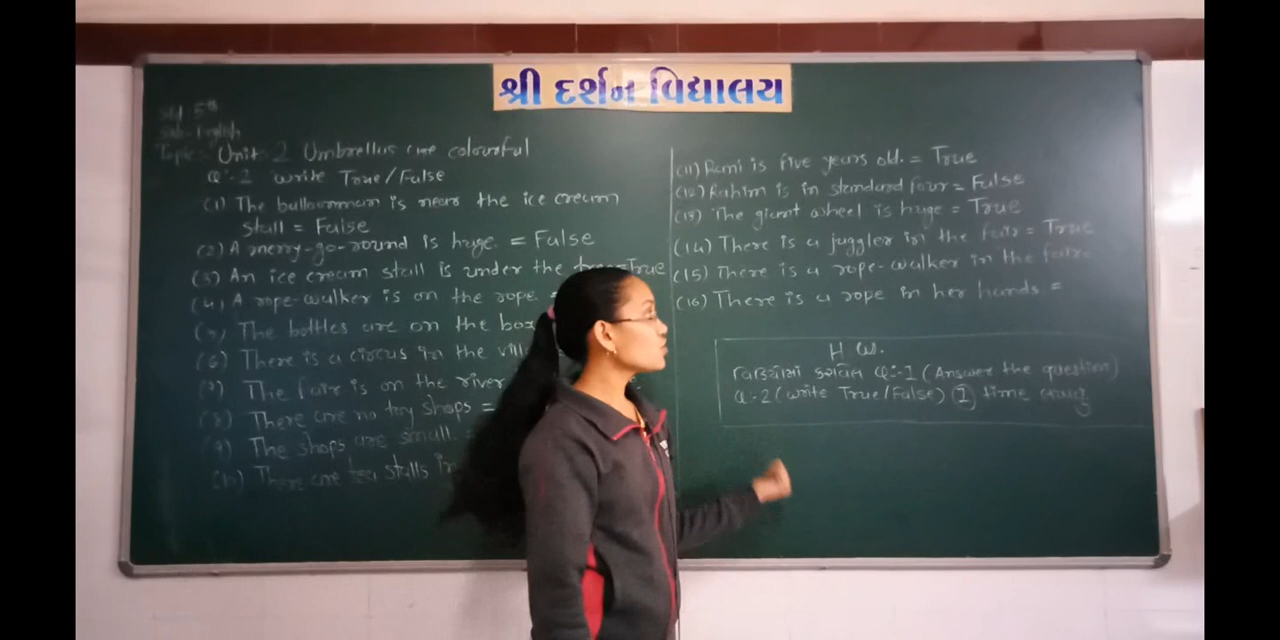 શ્રી દર્શન વિદ્યાલય
Std 5th
Sub- English
Topic:- Unit-2 Umbrellas are colourful
Q:-2 write True/False
(1) The balloonman is near the ice cream
stall = False
(2) A merry-go-round is huge. = False
(3) An ice cream stall is under the tree = True
(4) A rope-walker is on the rope. =
(5) The bottles are on the box
(6) There is a circus in the
(7) The fair is on the river
(8) There are no toy shops =
(9) The shops are small. =
(10) There are tea stalls in
(11) Rami is five years old. = True
(12) Rahim is in standard four = False
(13) The giant wheel is huge = True
(14) There is a juggler in the fair = True
(15) There is a rope-walker in the fair=
(16) There is a rope in her hands =
H W.
Q:-1 (Answer the question)
Q:-2 (write True/False) 1 time